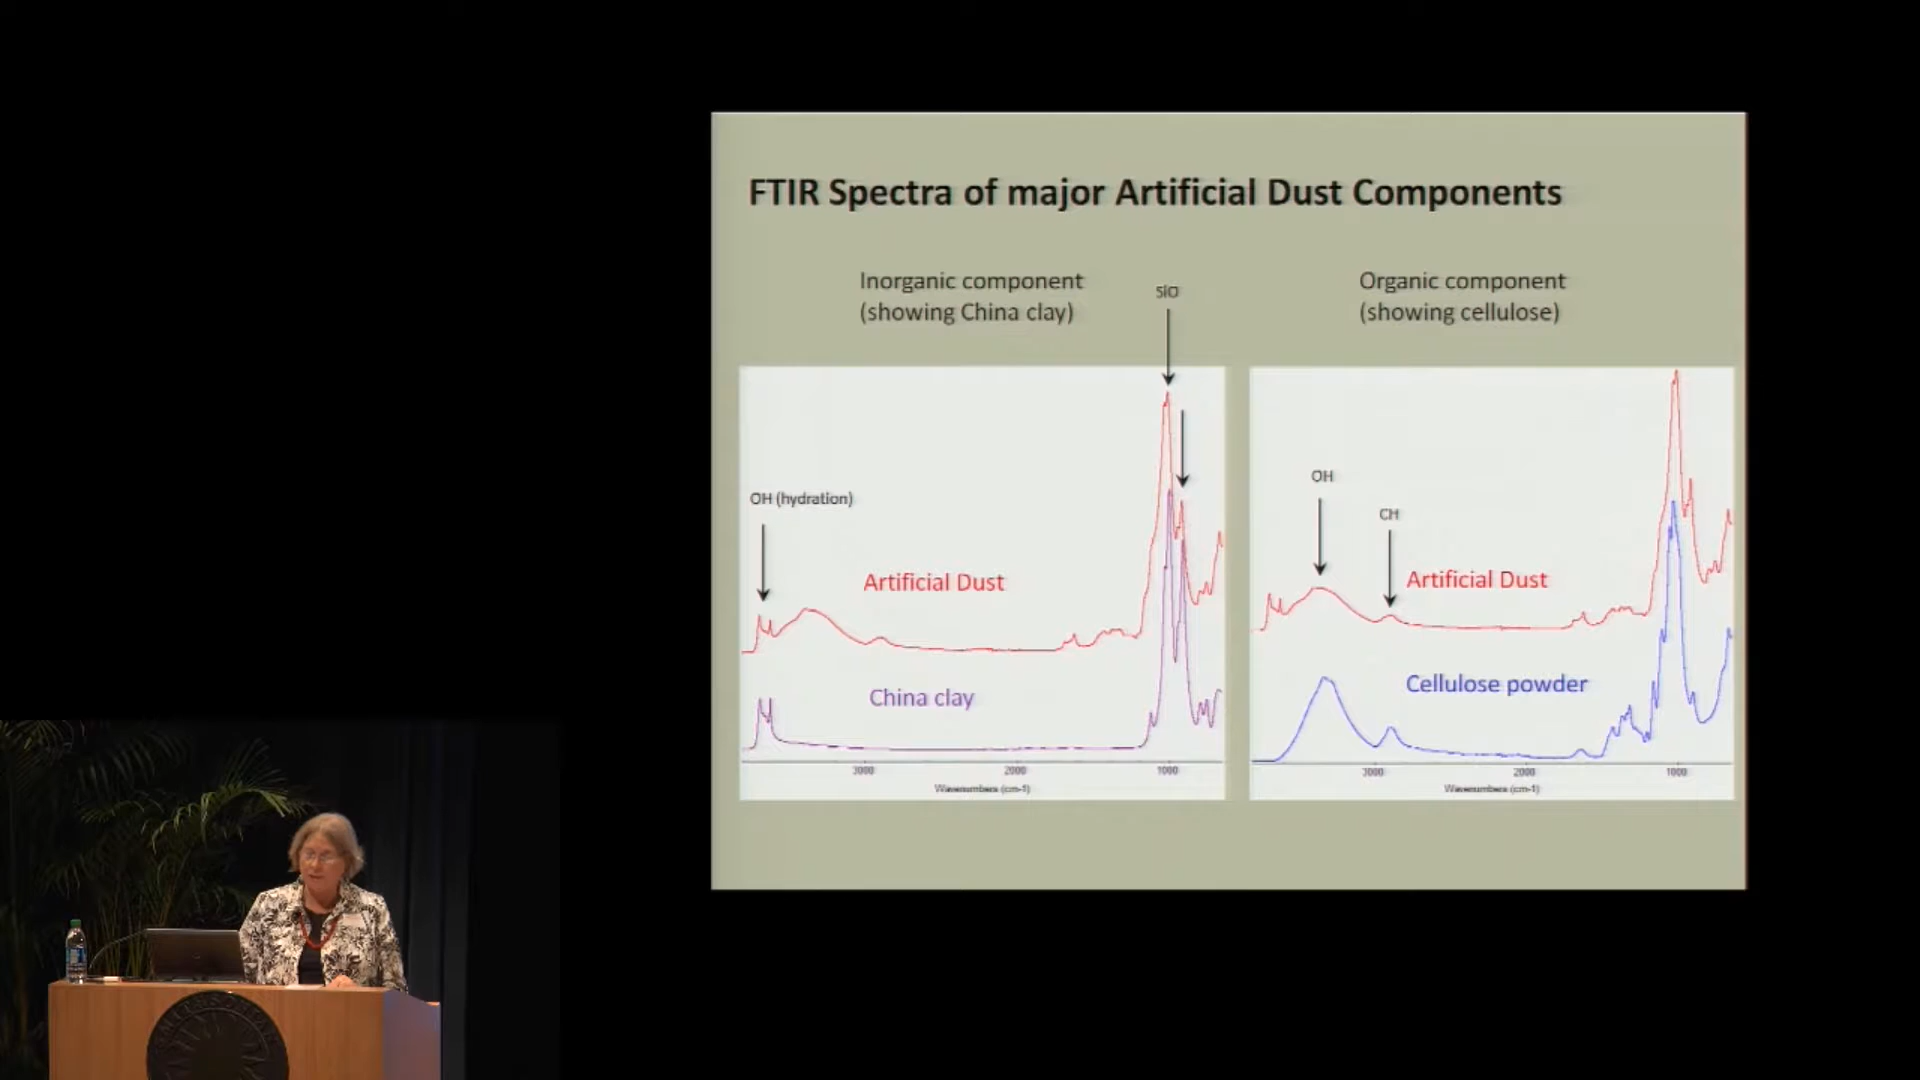 FTIR Spectra of major Artificial Dust Components
Inorganic component
(showing China clay)
SiO
Organic component
(showing cellulose)
OH (hydration)
Artificial Dust
China clay
3000 2000 1000
Wavenumbers (cm-1)
OH
CH
Artificial Dust
Cellulose powder
3000 2000 1000
Wavenumbers (cm-1)